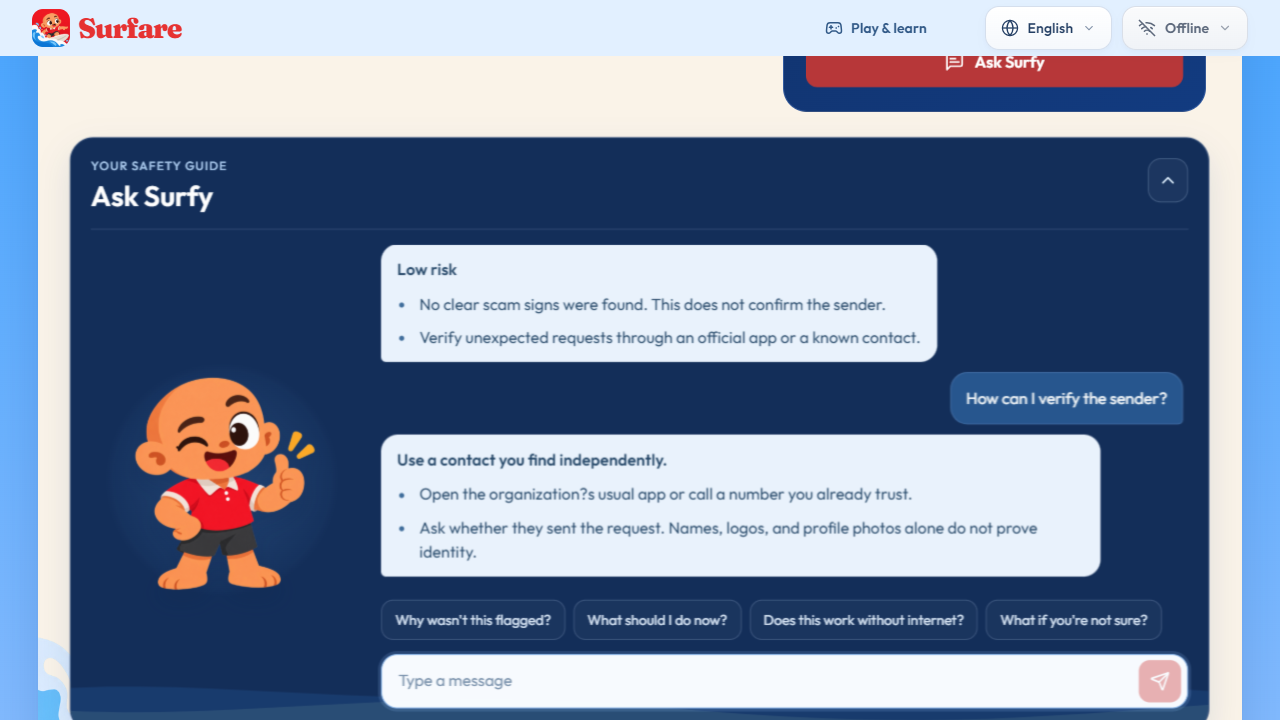 Surfare
Play & learn
English
Offline
Ask Surfy
YOUR SAFETY GUIDE
Ask Surfy
Low risk
• No clear scam signs were found. This does not confirm the sender.
• Verify unexpected requests through an official app or a known contact.
How can I verify the sender?
Use a contact you find independently.
• Open the organization?s usual app or call a number you already trust.
• Ask whether they sent the request. Names, logos, and profile photos alone do not prove
identity.
Why wasn't this flagged?
What should I do now?
Does this work without internet?
What if you're not sure?
Type a message